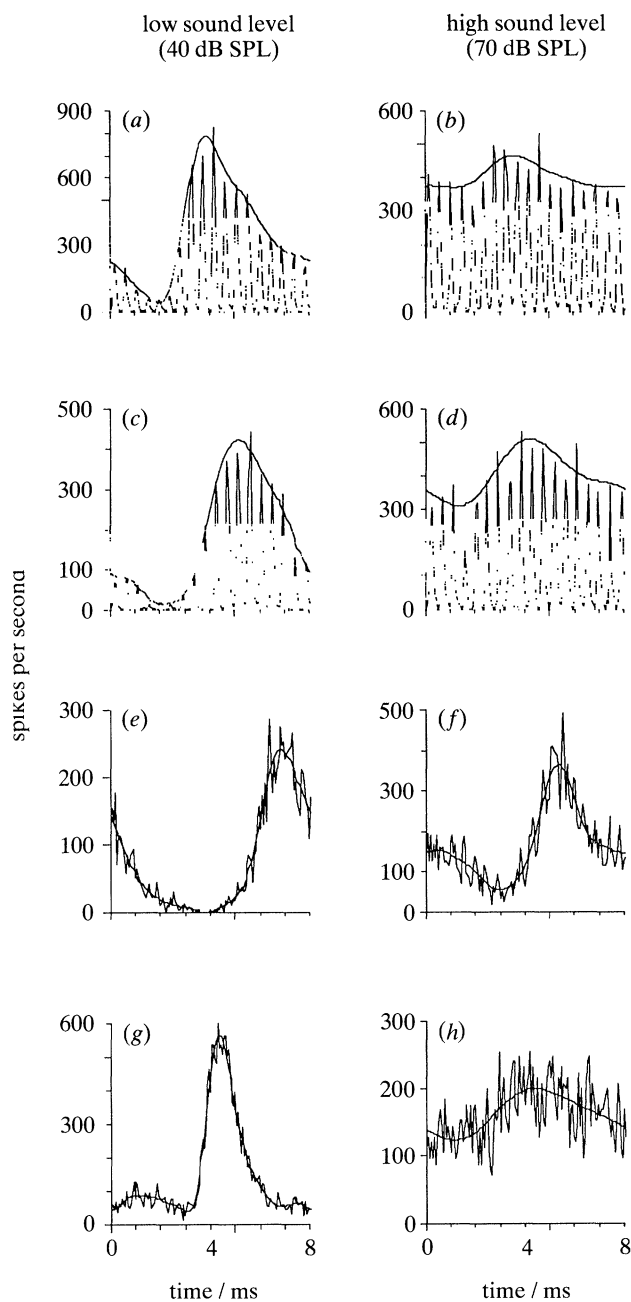 low sound level
(40 dB SPL)
high sound level
(70 dB SPL)
900
600
300
0
(a)
600
300
0
(b)
500
300
100
0
(c)
600
300
0
(d)
spikes per second
300
200
100
0
(e)
500
300
100
0
(f)
600
300
0
(g)
0
4
8
time / ms
300
200
100
0
(h)
0
4
8
time / ms